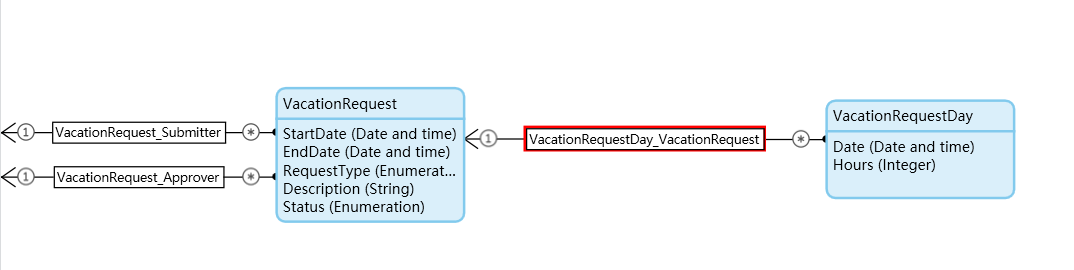 VacationRequest
VacationRequestDay
1 VacationRequest_Submitter *
StartDate (Date and time)
1 VacationRequestDay_VacationRequest *
Date (Date and time)
EndDate (Date and time)
Hours (Integer)
1 VacationRequest_Approver *
RequestType (Enumerat...
Description (String)
Status (Enumeration)